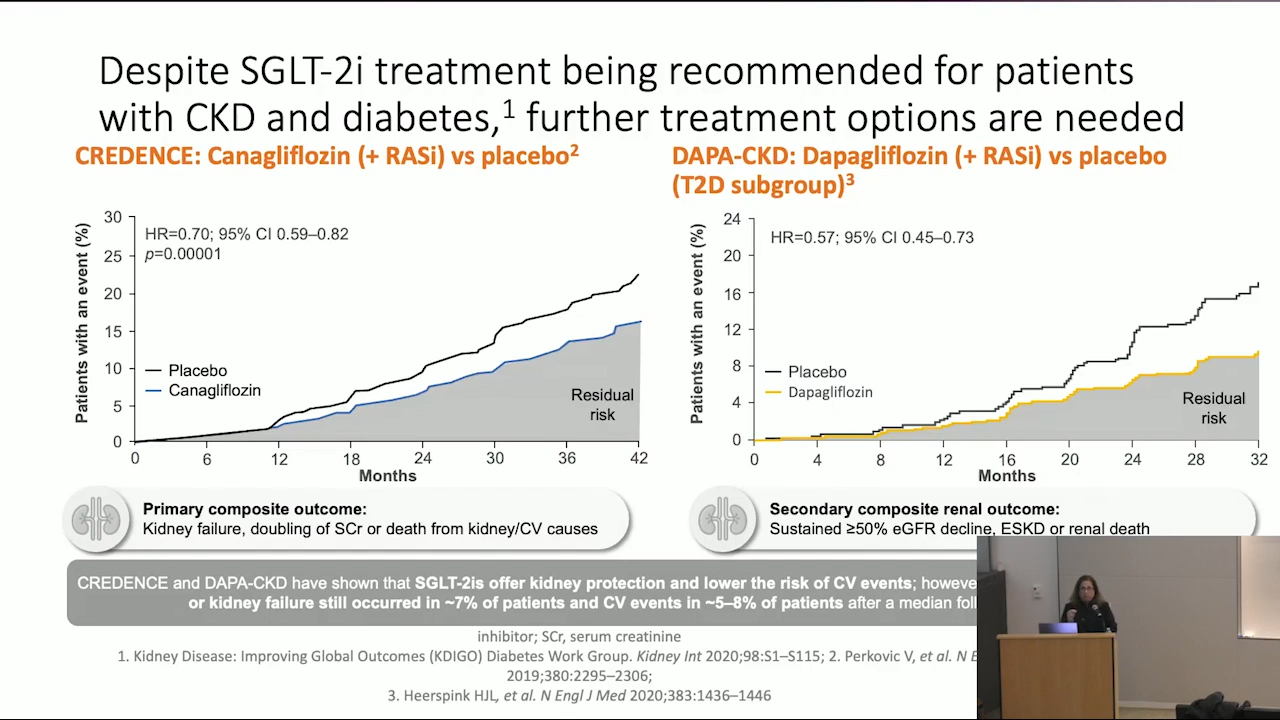 Despite SGLT-2i treatment being recommended for patients
with CKD and diabetes,¹ further treatment options are needed
CREDENCE: Canagliflozin (+ RASi) vs placebo²
Patients with an event (%)
30
25
20
15
10
5
0
HR=0.70; 95% CI 0.59–0.82
p=0.00001
Placebo
Canagliflozin
Residual
risk
0 6 12 18 24 30 36 42
Months
Primary composite outcome:
Kidney failure, doubling of SCr or death from kidney/CV causes
DAPA-CKD: Dapagliflozin (+ RASi) vs placebo
(T2D subgroup)³
Patients with an event (%)
24
20
16
12
8
4
0
HR=0.57; 95% CI 0.45–0.73
Placebo
Dapagliflozin
Residual
risk
0 4 8 12 16 20 24 28 32
Months
Secondary composite renal outcome:
Sustained ≥50% eGFR decline, ESKD or renal death
CREDENCE and DAPA-CKD have shown that SGLT-2is offer kidney protection and lower the risk of CV events;
or kidney failure still occurred in ~7% of patients and CV events in ~5–8% of patients after a median
inhibitor; SCr, serum creatinine
1. Kidney Disease: Improving Global Outcomes (KDIGO) Diabetes Work Group. Kidney Int 2020;98:S1–S115; 2. Perkovic V, et al. N
2019;380:2295–2306;
3. Heerspink HJL, et al. N Engl J Med 2020;383:1436–1446